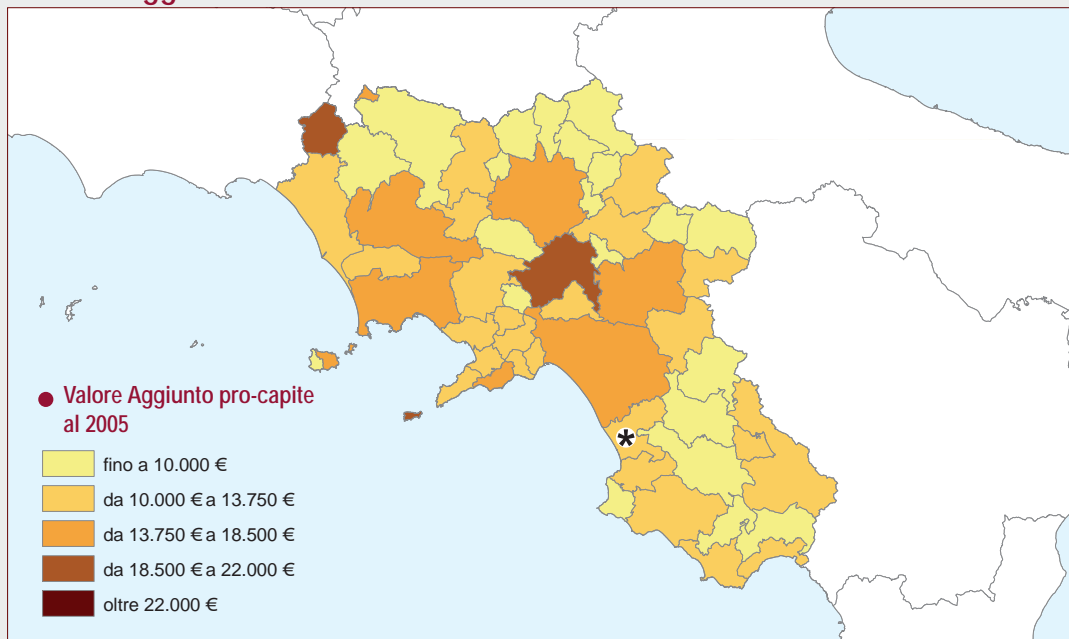 Valore Aggiunto pro-capite
al 2005
fino a 10.000 €
da 10.000 € a 13.750 €
da 13.750 € a 18.500 €
da 18.500 € a 22.000 €
oltre 22.000 €
*